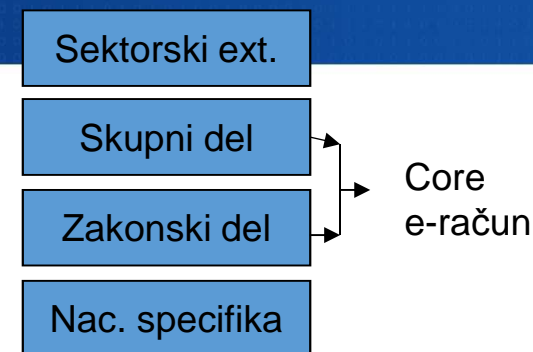 Sektorski ext.
Skupni del
Zakonski del
Nac. specifika
Core
e-račun